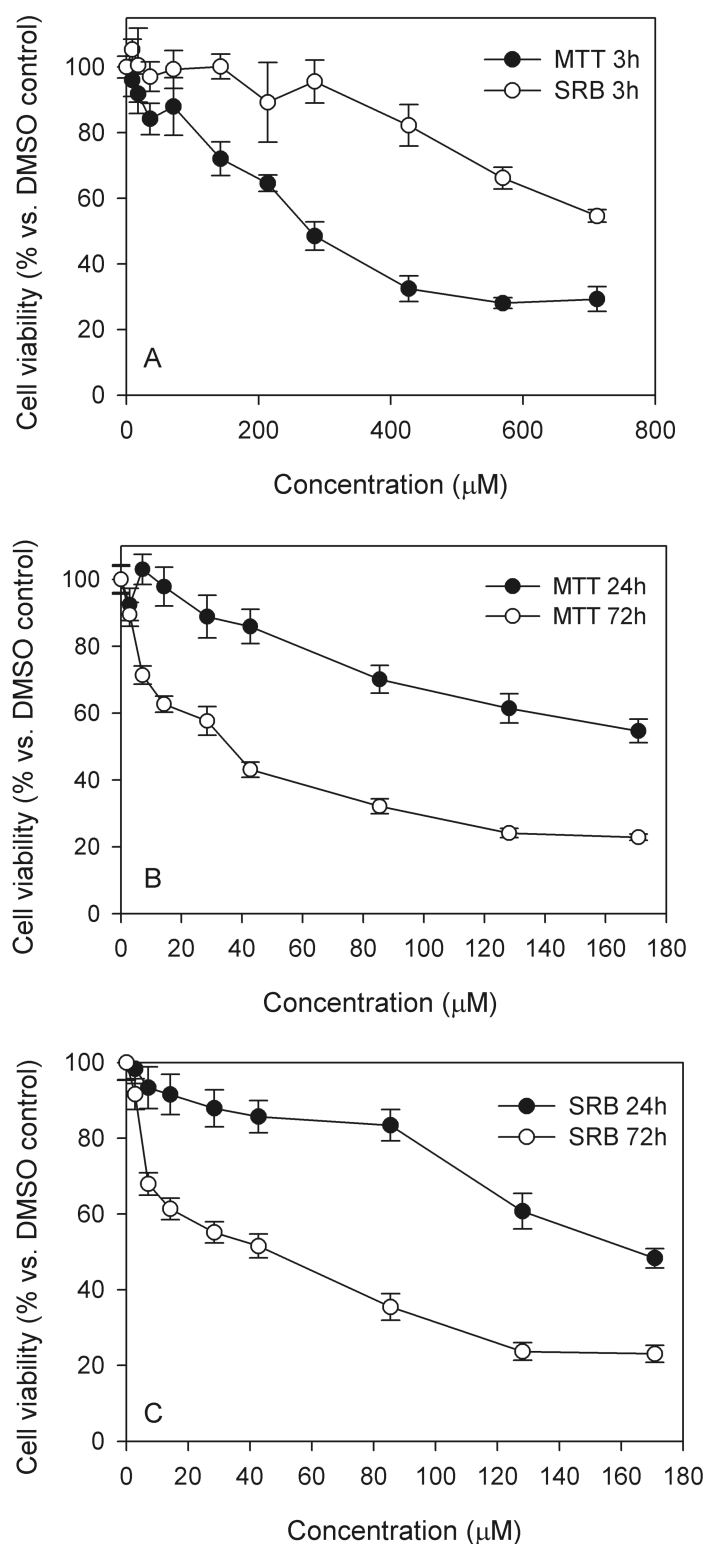 Cell viability (% vs. DMSO control)
100
80
60
40
20
0
MTT 3h
SRB 3h
A
0 200 400 600 800
Concentration (μM)
Cell viability (% vs. DMSO control)
100
80
60
40
20
0
MTT 24h
MTT 72h
B
0 20 40 60 80 100 120 140 160 180
Concentration (μM)
Cell viability (% vs. DMSO control)
100
80
60
40
20
0
SRB 24h
SRB 72h
C
0 20 40 60 80 100 120 140 160 180
Concentration (μM)